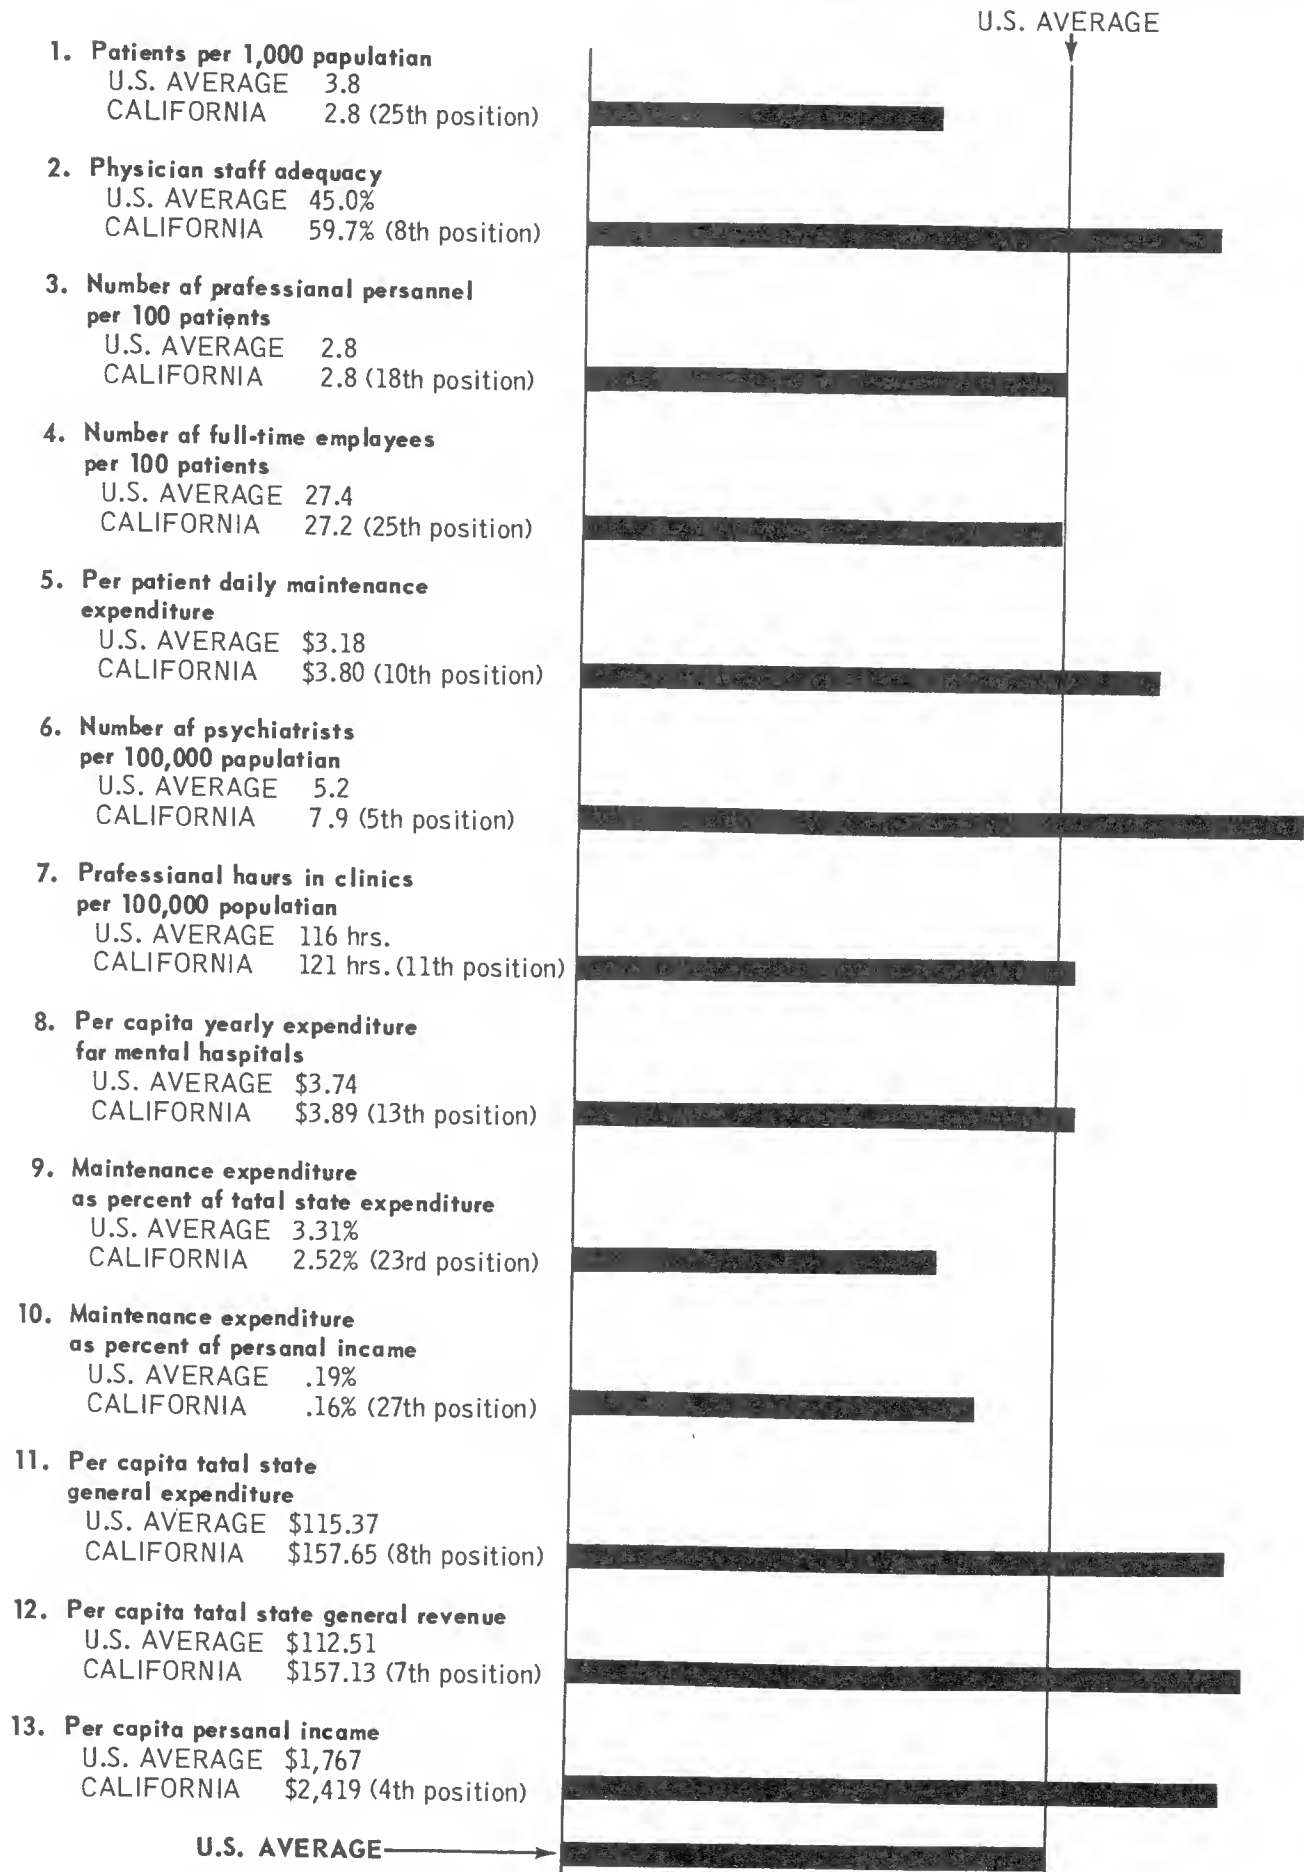 U.S. AVERAGE
1. Patients per 1,000 papulatian
U.S. AVERAGE 3.8
CALIFORNIA 2.8 (25th position)
2. Physician staff adequacy
U.S. AVERAGE 45.0%
CALIFORNIA 59.7% (8th position)
3. Number af prafessianal persannel
per 100 patients
U.S. AVERAGE 2.8
CALIFORNIA 2.8 (18th position)
4. Number af full-time emplayees
per 100 patients
U.S. AVERAGE 27.4
CALIFORNIA 27.2 (25th position)
5. Per patient daily maintenance
expenditure
U.S. AVERAGE $3.18
CALIFORNIA $3.80 (10th position)
6. Number af psychiatrists
per 100,000 papulatian
U.S. AVERAGE 5.2
CALIFORNIA 7.9 (5th position)
7. Prafessianal haurs in clinics
per 100,000 populatian
U.S. AVERAGE 116 hrs.
CALIFORNIA 121 hrs. (11th position)
8. Per capita yearly expenditure
far mental haspitals
U.S. AVERAGE $3.74
CALIFORNIA $3.89 (13th position)
9. Maintenance expenditure
as percent af tatal state expenditure
U.S. AVERAGE 3.31%
CALIFORNIA 2.52% (23rd position)
10. Maintenance expenditure
as percent af persanal income
U.S. AVERAGE .19%
CALIFORNIA .16% (27th position)
11. Per capita tatal state
general expenditure
U.S. AVERAGE $115.37
CALIFORNIA $157.65 (8th position)
12. Per capita tatal state general revenue
U.S. AVERAGE $112.51
CALIFORNIA $157.13 (7th position)
13. Per capita persanal incame
U.S. AVERAGE $1,767
CALIFORNIA $2,419 (4th position)
U.S. AVERAGE